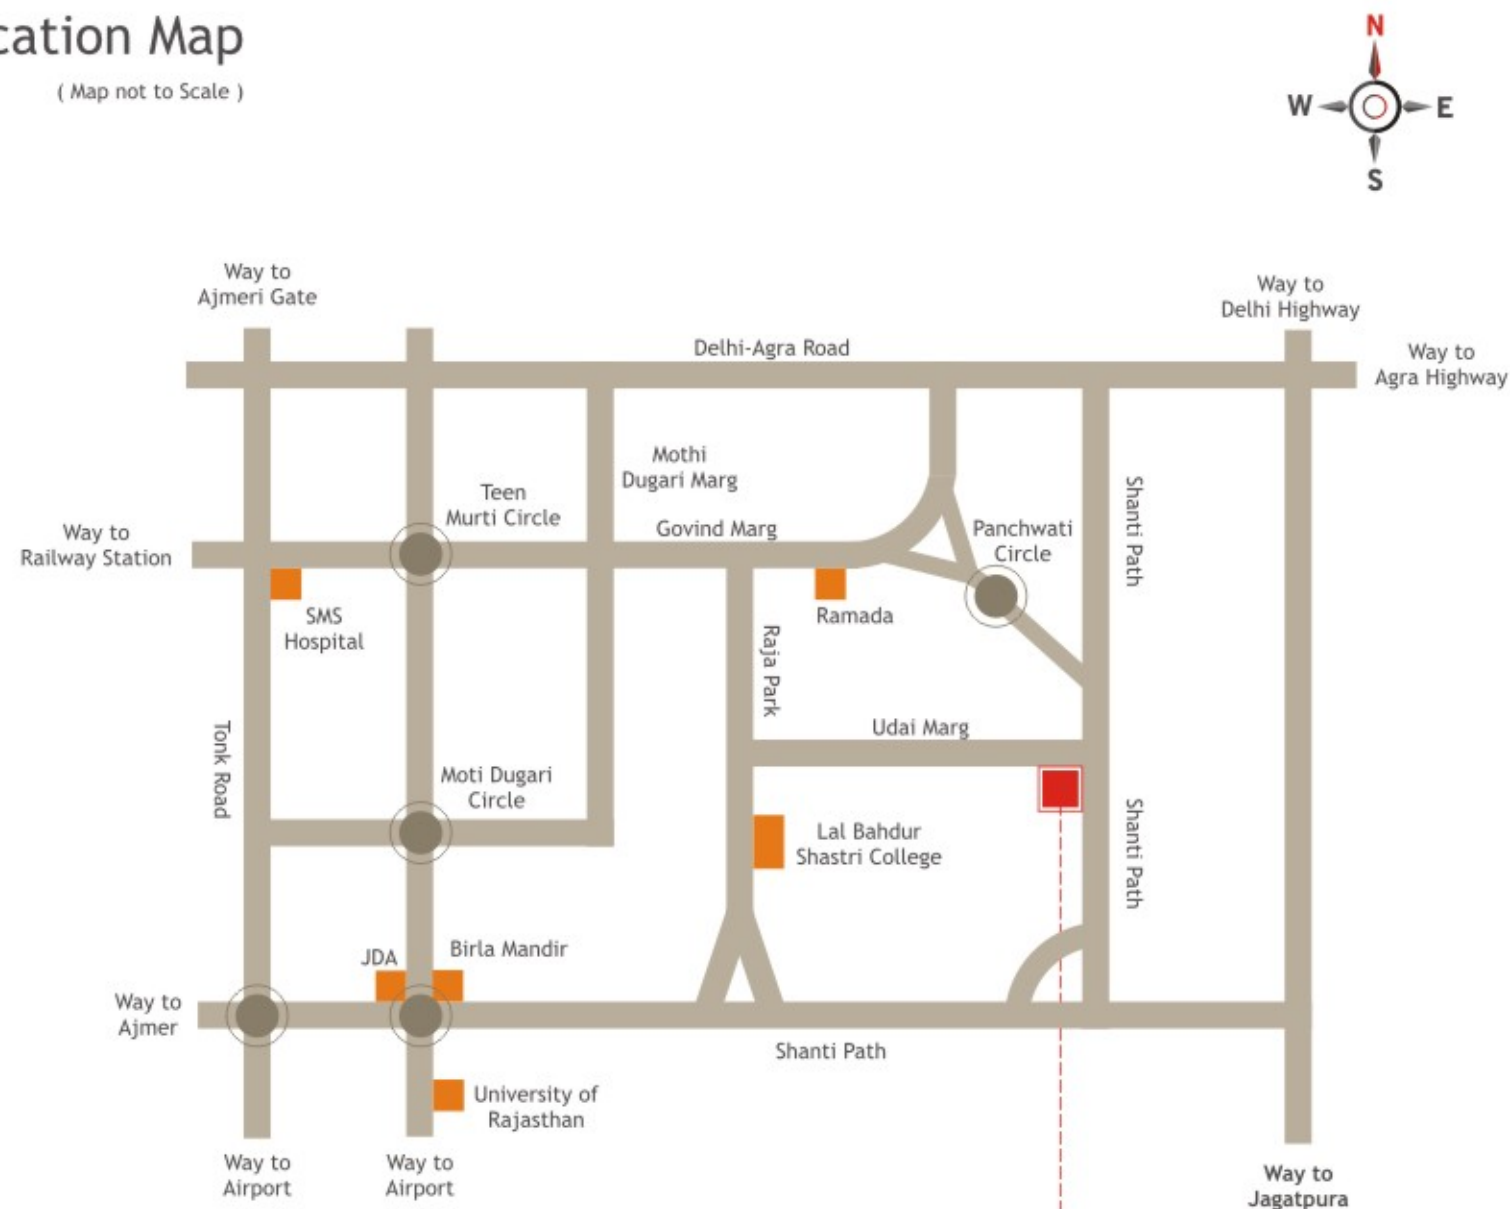 cation Map
( Map not to Scale )
N
W
E
S
Way to
Ajmeri Gate
Way to
Delhi Highway
Delhi-Agra Road
Way to
Agra Highway
Mothi
Dugari Marg
Teen
Murti Circle
Way to
Railway Station
Govind Marg
Panchwati
Circle
Shanti Path
SMS
Hospital
Ramada
Raja Park
Tonk Road
Udai Marg
Moti Dugari
Circle
Lal Bahdur
Shastri College
Shanti Path
JDA
Birla Mandir
Way to
Ajmer
Shanti Path
University of
Rajasthan
Way to
Airport
Way to
Airport
Way to
Jagatpura